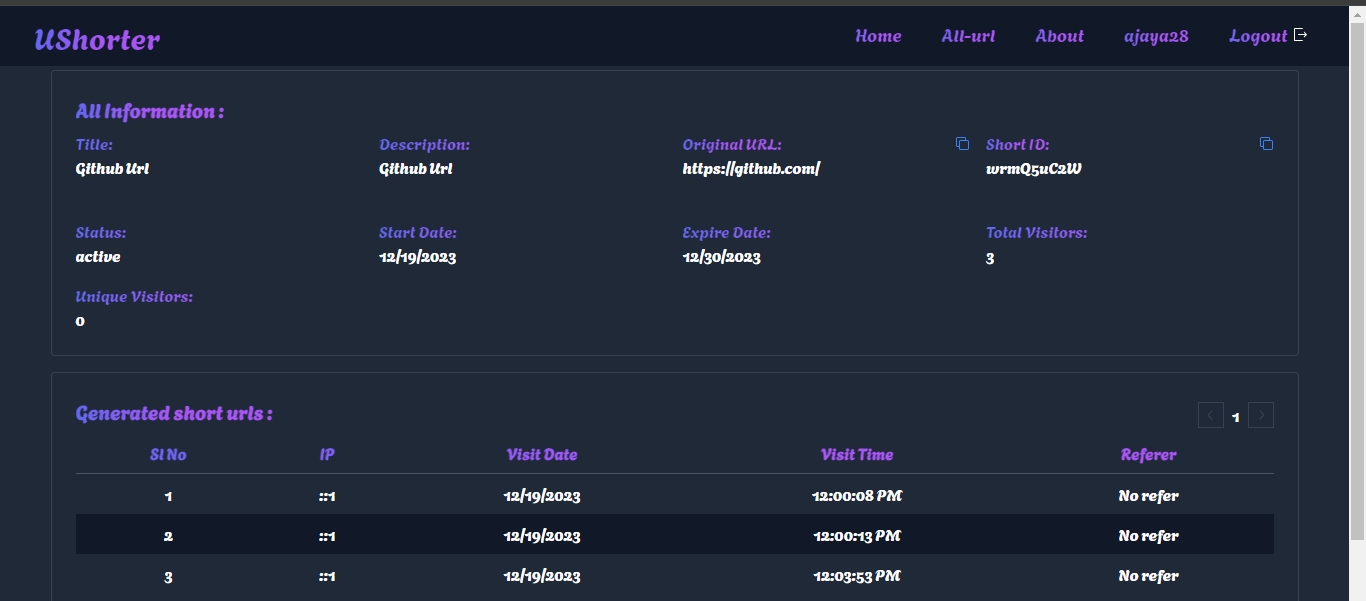 UShorter Home All-url About ajaya28 Logout
All Information :
Title: Description: Original URL: Short ID:
Github Url Github Url https://github.com/ wrmQ5uC2W
Status: Start Date: Expire Date: Total Visitors:
active 12/19/2023 12/30/2023 3
Unique Visitors:
0
Generated short urls :
< 1 >
Sl No IP Visit Date Visit Time Referer
1 ::1 12/19/2023 12:00:08 PM No refer
2 ::1 12/19/2023 12:00:13 PM No refer
3 ::1 12/19/2023 12:03:53 PM No refer